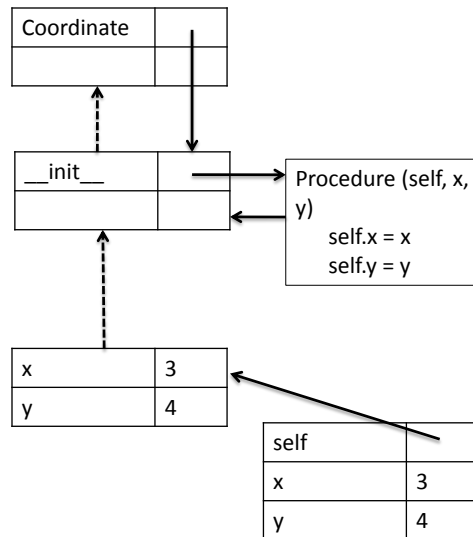 Coordinate
__init__
Procedure (self, x,
y)
self.x = x
self.y = y
x 3
y 4
self
x 3
y 4